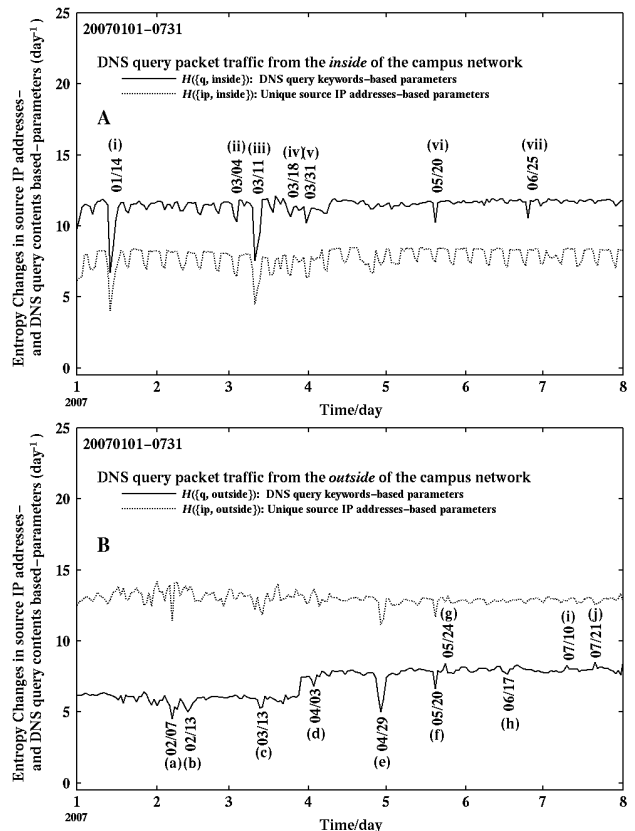 20070101-0731
DNS query packet traffic from the inside of the campus network
H({q, inside}): DNS query keywords-based parameters
H({ip, inside}): Unique source IP addresses-based parameters
A
(i) (ii) (iii) (iv) (v) (vi) (vii)
01/14 03/04 03/11 03/18 03/31 05/20 06/25
Entropy Changes in source IP addresses-
and DNS query contents based-parameters (day-1)
25
20
15
10
5
0
1 2 3 4 5 6 7 8
2007
Time/day
20070101-0731
DNS query packet traffic from the outside of the campus network
H({q, outside}): DNS query keywords-based parameters
H({ip, outside}): Unique source IP addresses-based parameters
B
Entropy Changes in source IP addresses-
and DNS query contents based-parameters (day-1)
25
20
15
10
5
0
(g) (i) (j)
05/24 07/10 07/21
02/07 02/13 03/13 04/03 04/29 05/20 06/17
(a) (b) (c) (d) (e) (f) (h)
1 2 3 4 5 6 7 8
2007
Time/day